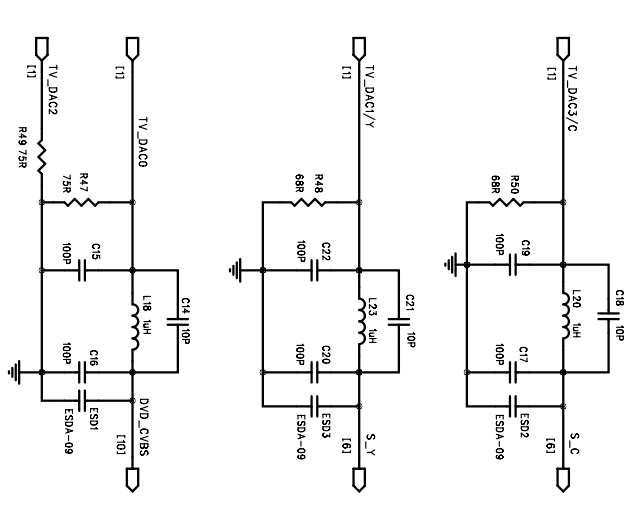 TV_DAC3/C
[1]
R50
68R
C19
100P
C18
10P
L20
1uH
C17
100P
ESD2
ESDA-09
S_C
[6]
TV_DAC1/Y
[1]
R48
68R
C22
100P
C21
10P
L23
1uH
C20
100P
ESD3
ESDA-09
S_Y
[6]
TV_DAC0
[1]
TV_DAC2
[1]
R49 75R
R47
75R
C15
100P
C14
10P
L18
1uH
C16
100P
ESD1
ESDA-09
DVD_CVBS
[10]